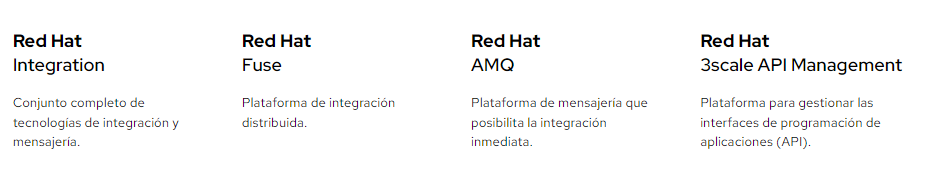 Red Hat
Integration
Conjunto completo de
tecnologías de integración y
mensajería.
Red Hat
Fuse
Plataforma de integración
distribuida.
Red Hat
AMQ
Plataforma de mensajería que
posibilita la integración
inmediata.
Red Hat
3scale API Management
Plataforma para gestionar las
interfaces de programación de
aplicaciones (API).